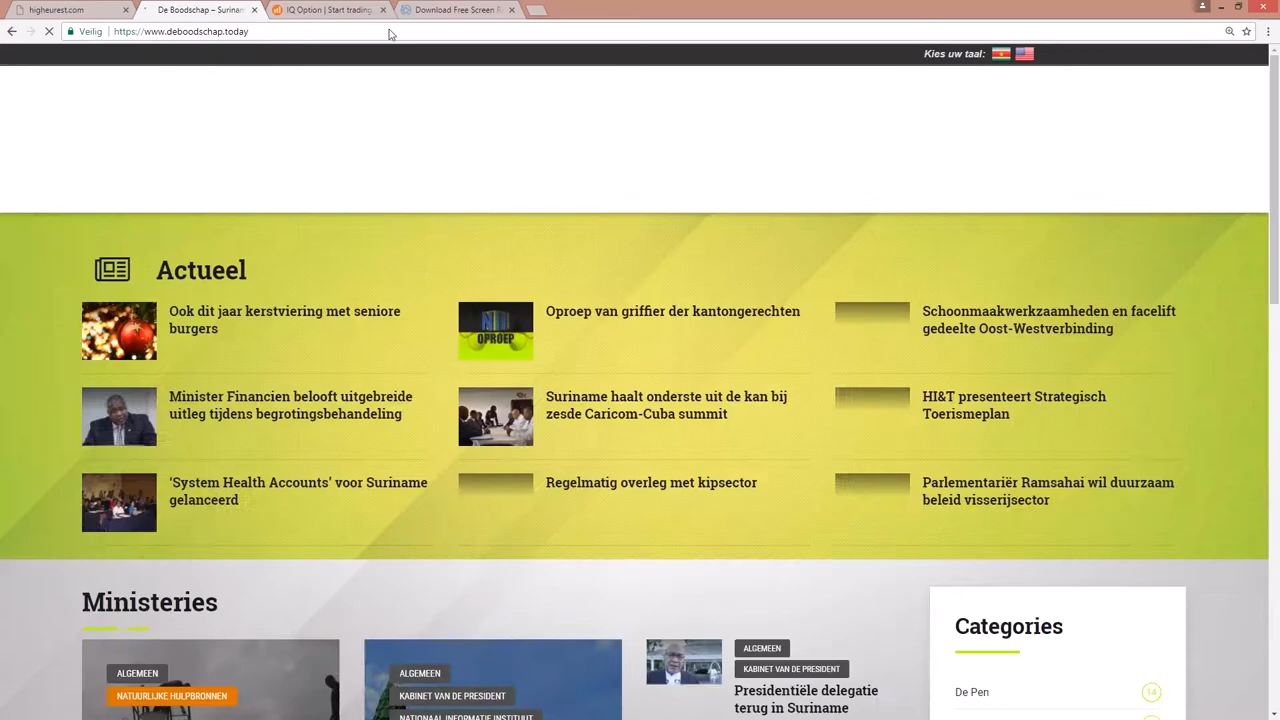 higheurest.com
De Boodschap – Surinam
IQ Option | Start trading
Download Free Screen R
Veilig
https://www.deboodschap.today
Kies uw taal:
Actueel
Ook dit jaar kerstviering met seniore
burgers
Oproep van griffier der kantongerechten
OPROEP
Schoonmaakwerkzaamheden en facelift
gedeelte Oost-Westverbinding
Minister Financien belooft uitgebreide
uitleg tijdens begrotingsbehandeling
Suriname haalt onderste uit de kan bij
zesde Caricom-Cuba summit
HI&T presenteert Strategisch
Toerismeplan
‘System Health Accounts’ voor Suriname
gelanceerd
Regelmatig overleg met kipsector
Parlementariër Ramsahai wil duurzaam
beleid visserijsector
Ministeries
ALGEMEEN
NATUURLIJKE HULPBRONNEN
ALGEMEEN
KABINET VAN DE PRESIDENT
NATIONAAL INFORMATIE INSTITUUT
ALGEMEEN
KABINET VAN DE PRESIDENT
Presidentiële delegatie
terug in Suriname
Categories
De Pen
14